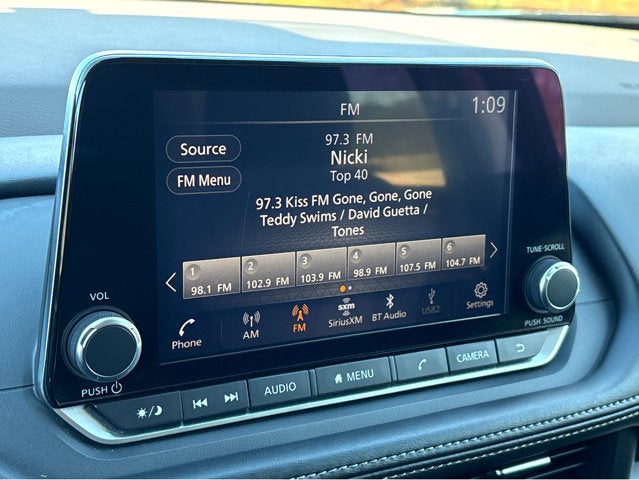 FM
1:09
Source
FM Menu
97.3 FM
Nicki
Top 40
97.3 Kiss FM Gone, Gone, Gone
Teddy Swims / David Guetta /
Tones
1 2 3 4 5 6
98.1 FM 102.9 FM 103.9 FM 98.9 FM 107.5 FM 104.7 FM
Phone AM FM SiriusXM BT Audio USB2 Settings
sxm
VOL
PUSH
TUNE·SCROLL
PUSH SOUND
AUDIO MENU CAMERA